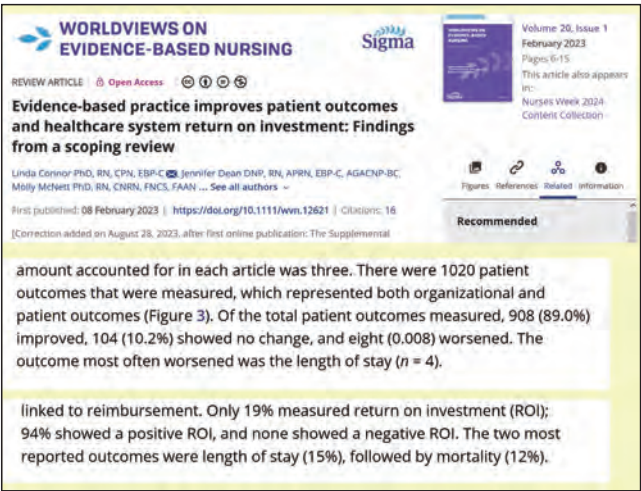 WORLDVIEWS ON
EVIDENCE-BASED NURSING
Sigma
REVIEW ARTICLE Open Access
Evidence-based practice improves patient outcomes
and healthcare system return on investment: Findings
from a scoping review
Linda Connor PhD, RN, CPN, EBP-C, Jennifer Dean DNP, RN, APRN, EBP-C, AGACNP-BC,
Molly McNett PhD, RN, CNRN, FNCS, FAAN ... See all authors
First published: 08 February 2023 | https://doi.org/10.1111/wvn.12621 | Citations: 16
[Correction added on August 28, 2023, after first online publication: The Supplemental
WORLDVIEWS ON
EVIDENCE-BASED
NURSING
Volume 20, Issue 1
February 2023
Pages 6-15
This article also appears
in:
Nurses Week 2024
Content Collection
Figures References Related Information
Recommended
amount accounted for in each article was three. There were 1020 patient
outcomes that were measured, which represented both organizational and
patient outcomes (Figure 3). Of the total patient outcomes measured, 908 (89.0%)
improved, 104 (10.2%) showed no change, and eight (0.008) worsened. The
outcome most often worsened was the length of stay (n = 4).
linked to reimbursement. Only 19% measured return on investment (ROI);
94% showed a positive ROI, and none showed a negative ROI. The two most
reported outcomes were length of stay (15%), followed by mortality (12%).